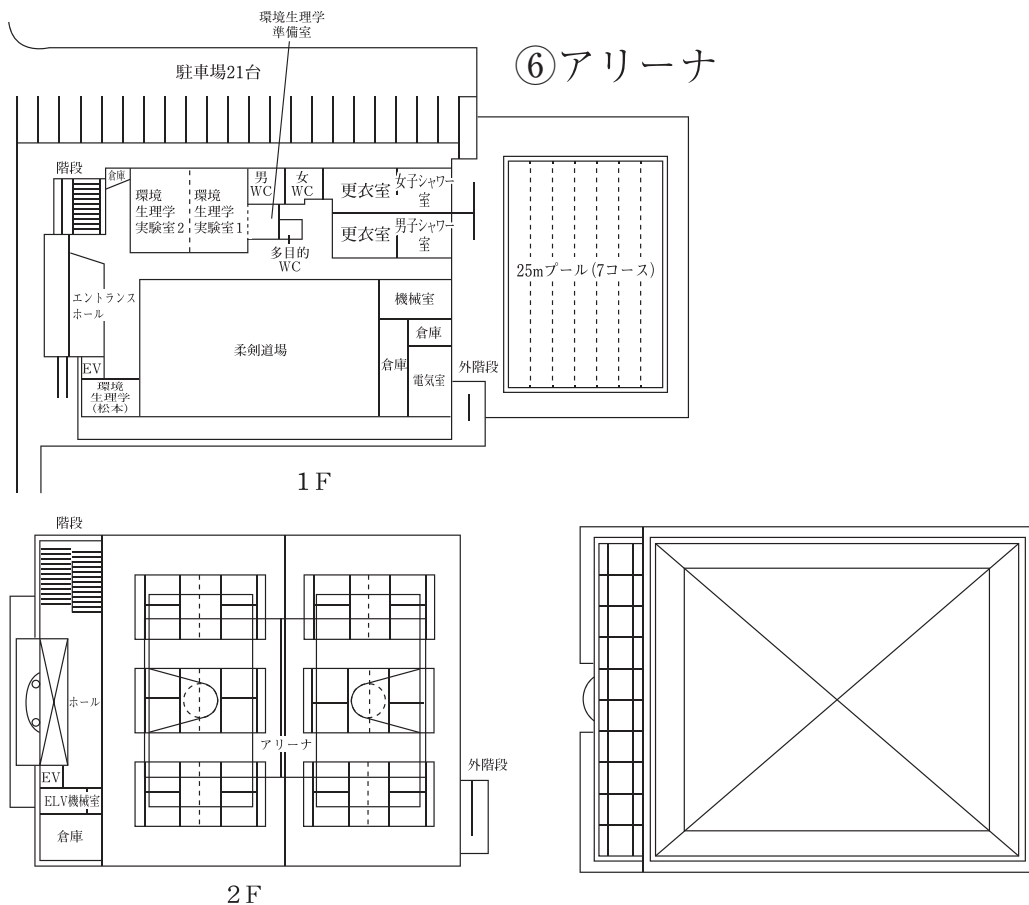 環境生理学
準備室
⑥アリーナ
駐車場21台
階段
倉庫
環境
生理学
実験室2
環境
生理学
実験室1
男
WC
女
WC
更衣室
女子シャワー
室
更衣室
男子シャワー
室
多目的
WC
25mプール(7コース)
エントランス
ホール
機械室
倉庫
柔剣道場
倉庫
電気室
外階段
EV
環境
生理学
(松本)
1F
階段
ホール
アリーナ
EV
ELV機械室
倉庫
外階段
2F